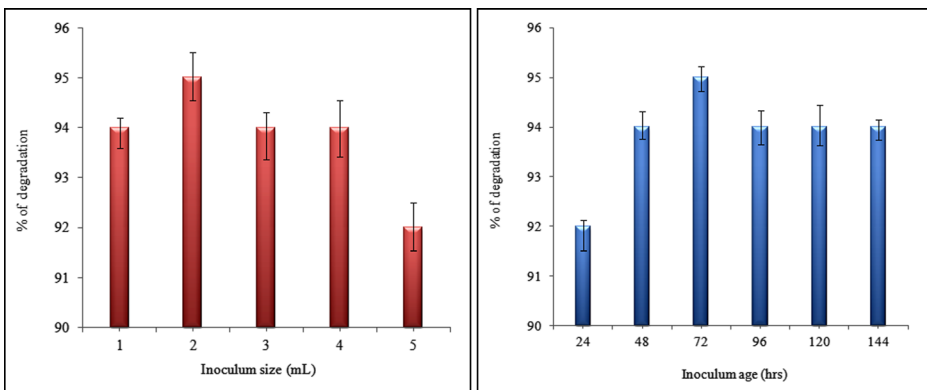 96
95
94
93
92
91
90
% of degradation
1 2 3 4 5
Inoculum size (mL)
96
95
94
93
92
91
90
% of degradation
24 48 72 96 120 144
Inoculum age (hrs)